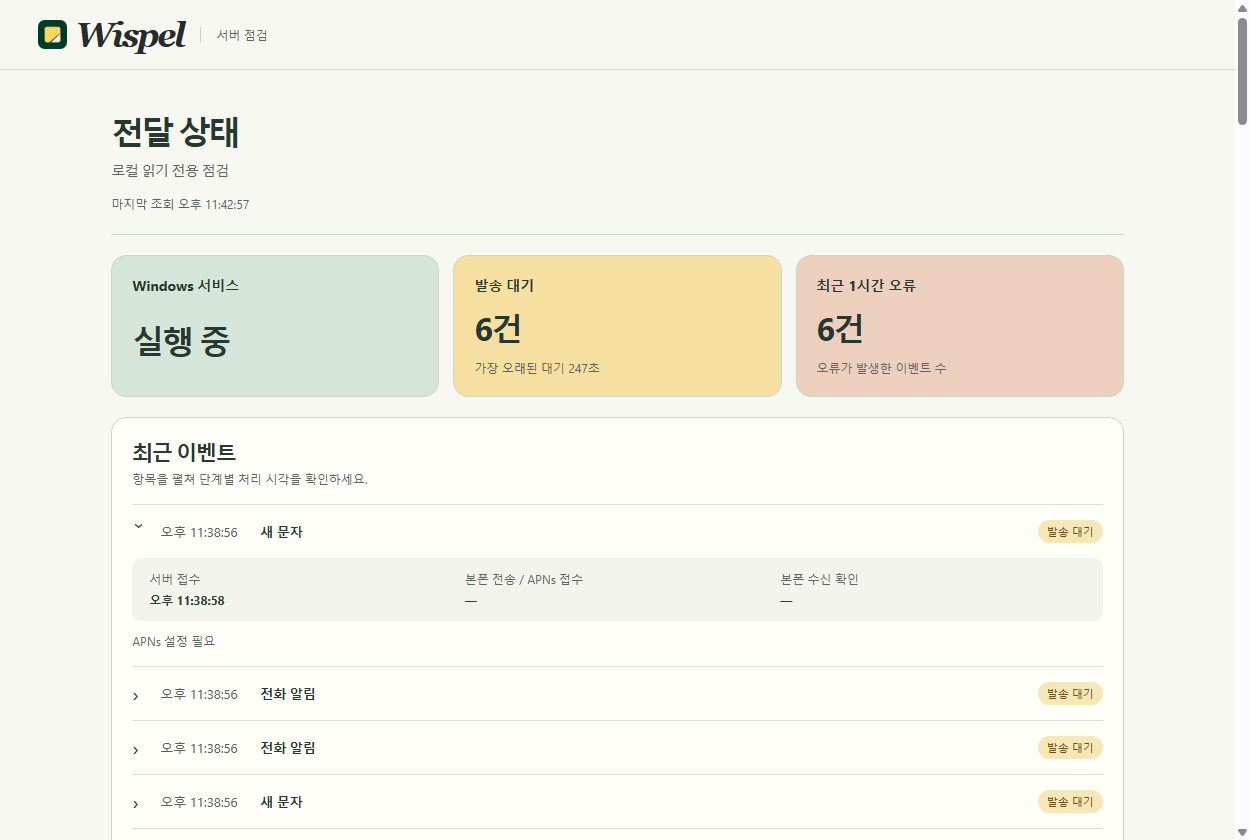 Wispel 서버 점검
전달 상태
로컬 읽기 전용 점검
마지막 조회 오후 11:42:57
Windows 서비스
실행 중
발송 대기
6건
가장 오래된 대기 247초
최근 1시간 오류
6건
오류가 발생한 이벤트 수
최근 이벤트
항목을 펼쳐 단계별 처리 시각을 확인하세요.
오후 11:38:56 새 문자 발송 대기
서버 접수 본폰 전송 / APNs 접수 본폰 수신 확인
오후 11:38:58 — —
APNs 설정 필요
오후 11:38:56 전화 알림 발송 대기
오후 11:38:56 전화 알림 발송 대기
오후 11:38:56 새 문자 발송 대기